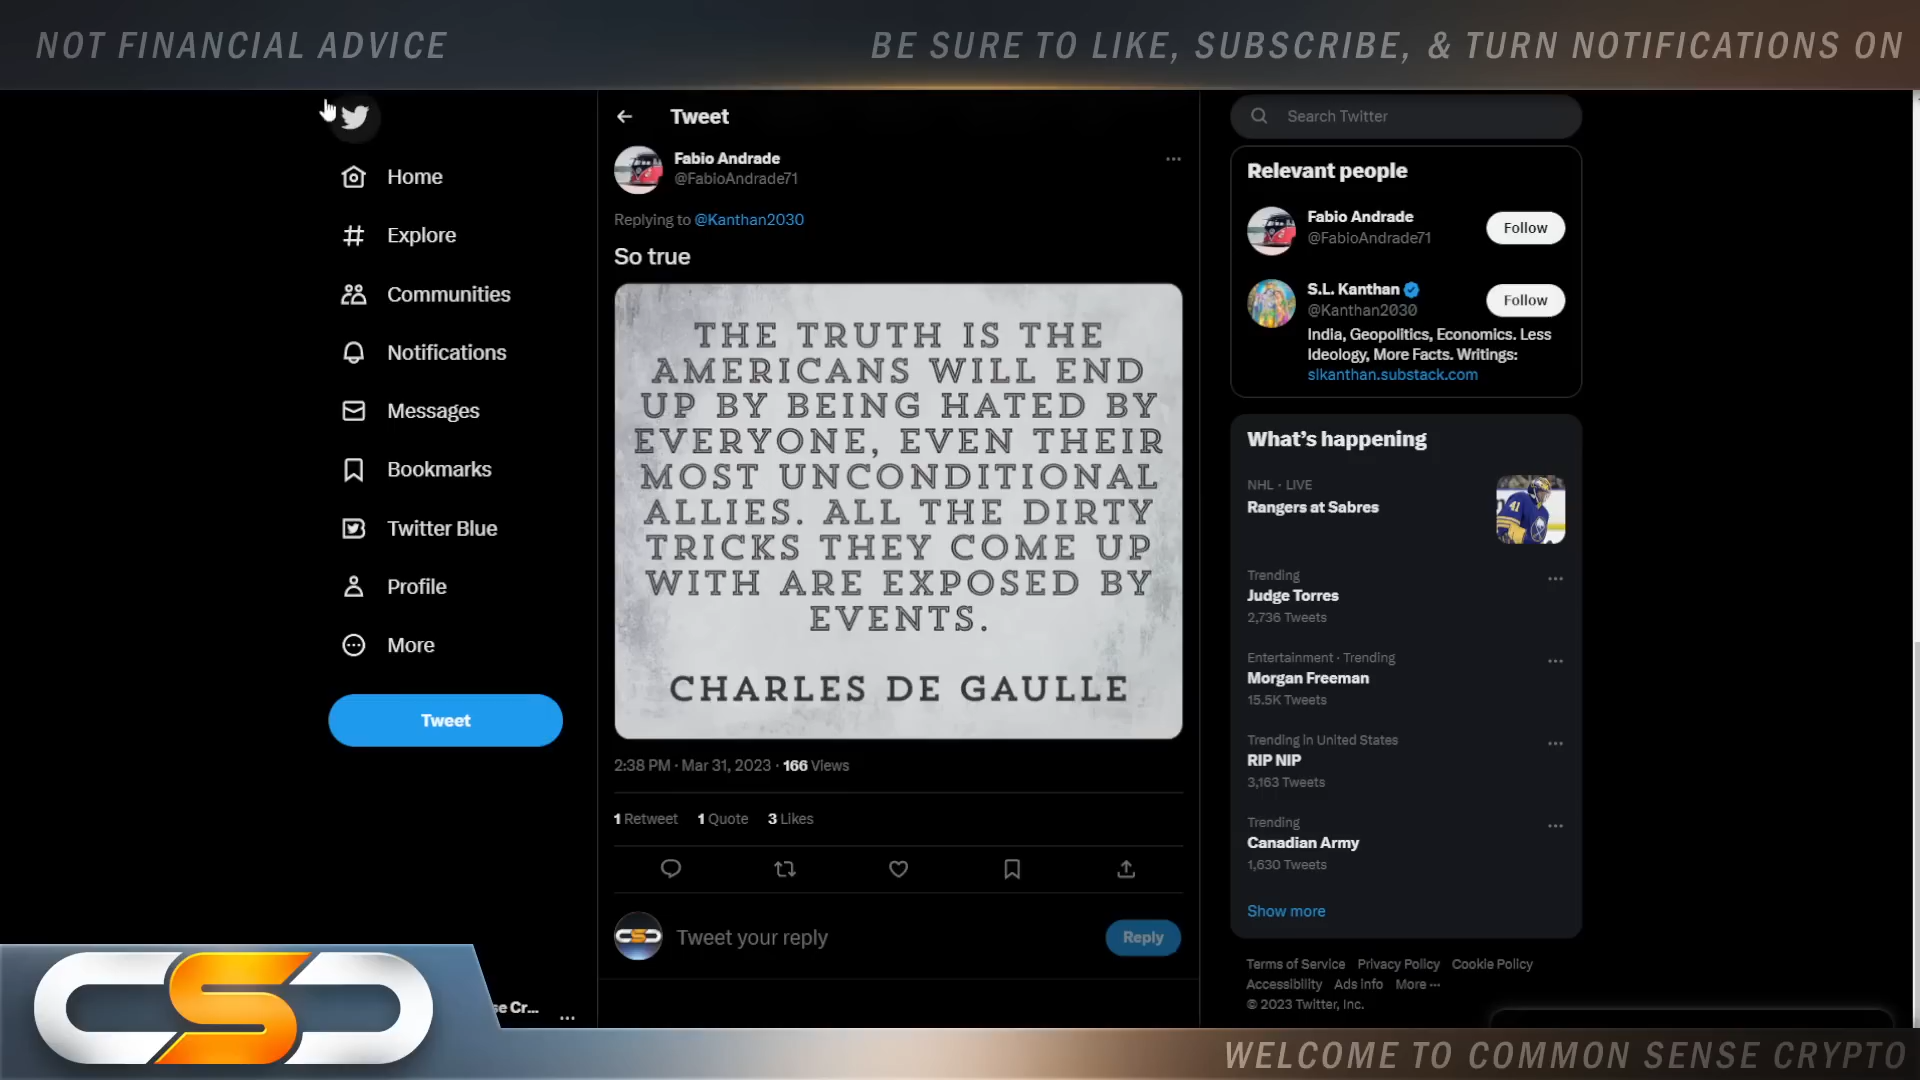 NOT FINANCIAL ADVICE
BE SURE TO LIKE, SUBSCRIBE, & TURN NOTIFICATIONS ON
Home
Explore
Communities
Notifications
Messages
Bookmarks
Twitter Blue
Profile
More
Tweet
se Cr...
Tweet
Fabio Andrade
@FabioAndrade71
Replying to @Kanthan2030
So true
THE TRUTH IS THE
AMERICANS WILL END
UP BY BEING HATED BY
EVERYONE, EVEN THEIR
MOST UNCONDITIONAL
ALLIES. ALL THE DIRTY
TRICKS THEY COME UP
WITH ARE EXPOSED BY
EVENTS.
CHARLES DE GAULLE
2:38 PM · Mar 31, 2023 · 166 Views
1 Retweet 1 Quote 3 Likes
Tweet your reply
Reply
Search Twitter
Relevant people
Fabio Andrade
@FabioAndrade71
Follow
S.L. Kanthan
@Kanthan2030
Follow
India, Geopolitics, Economics. Less
Ideology, More Facts. Writings:
slkanthan.substack.com
What's happening
NHL · LIVE
Rangers at Sabres
41
Trending
Judge Torres
2,736 Tweets
Entertainment · Trending
Morgan Freeman
15.5K Tweets
Trending in United States
RIP NIP
3,163 Tweets
Trending
Canadian Army
1,630 Tweets
Show more
Terms of Service Privacy Policy Cookie Policy
Accessibility Ads info More ...
© 2023 Twitter, Inc.
CSC
WELCOME TO COMMON SENSE CRYPTO